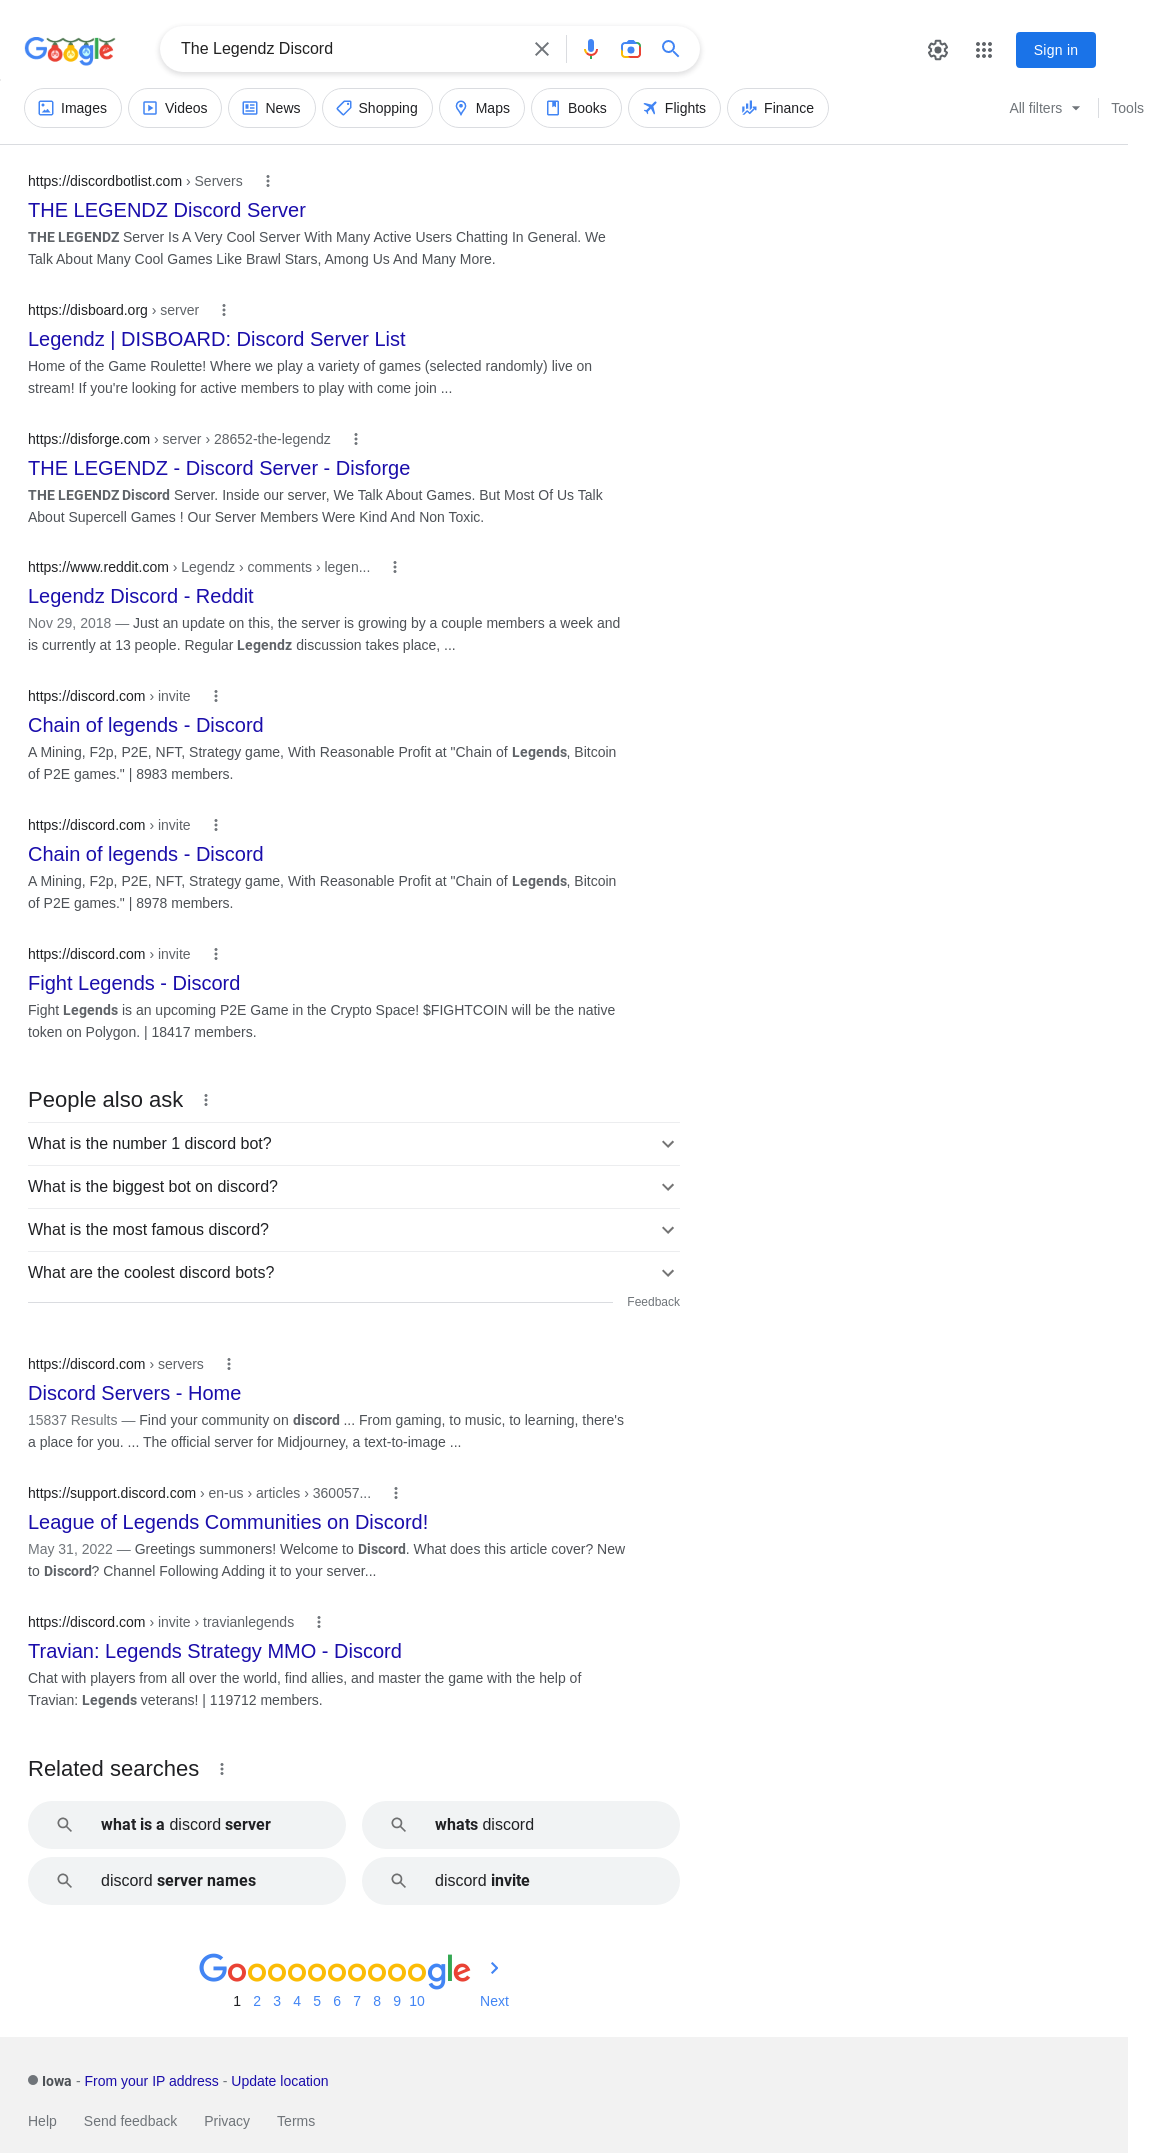 Google
The Legendz Discord
Sign in
Images
Videos
News
Shopping
Maps
Books
Flights
Finance
All filters
Tools
https://discordbotlist.com › Servers
THE LEGENDZ Discord Server
THE LEGENDZ Server Is A Very Cool Server With Many Active Users Chatting In General. We
Talk About Many Cool Games Like Brawl Stars, Among Us And Many More.
https://disboard.org › server
Legendz | DISBOARD: Discord Server List
Home of the Game Roulette! Where we play a variety of games (selected randomly) live on
stream! If you're looking for active members to play with come join ...
https://disforge.com › server › 28652-the-legendz
THE LEGENDZ - Discord Server - Disforge
THE LEGENDZ Discord Server. Inside our server, We Talk About Games. But Most Of Us Talk
About Supercell Games ! Our Server Members Were Kind And Non Toxic.
https://www.reddit.com › Legendz › comments › legen...
Legendz Discord - Reddit
Nov 29, 2018 — Just an update on this, the server is growing by a couple members a week and
is currently at 13 people. Regular Legendz discussion takes place, ...
https://discord.com › invite
Chain of legends - Discord
A Mining, F2p, P2E, NFT, Strategy game, With Reasonable Profit at "Chain of Legends, Bitcoin
of P2E games." | 8983 members.
https://discord.com › invite
Chain of legends - Discord
A Mining, F2p, P2E, NFT, Strategy game, With Reasonable Profit at "Chain of Legends, Bitcoin
of P2E games." | 8978 members.
https://discord.com › invite
Fight Legends - Discord
Fight Legends is an upcoming P2E Game in the Crypto Space! $FIGHTCOIN will be the native
token on Polygon. | 18417 members.
People also ask
What is the number 1 discord bot?
What is the biggest bot on discord?
What is the most famous discord?
What are the coolest discord bots?
Feedback
https://discord.com › servers
Discord Servers - Home
15837 Results — Find your community on discord ... From gaming, to music, to learning, there's
a place for you. ... The official server for Midjourney, a text-to-image ...
https://support.discord.com › en-us › articles › 360057...
League of Legends Communities on Discord!
May 31, 2022 — Greetings summoners! Welcome to Discord. What does this article cover? New
to Discord? Channel Following Adding it to your server...
https://discord.com › invite › travianlegends
Travian: Legends Strategy MMO - Discord
Chat with players from all over the world, find allies, and master the game with the help of
Travian: Legends veterans! | 119712 members.
Related searches
what is a discord server
whats discord
discord server names
discord invite
Goooooooooogle
1 2 3 4 5 6 7 8 9 10 Next
Iowa - From your IP address - Update location
Help Send feedback Privacy Terms